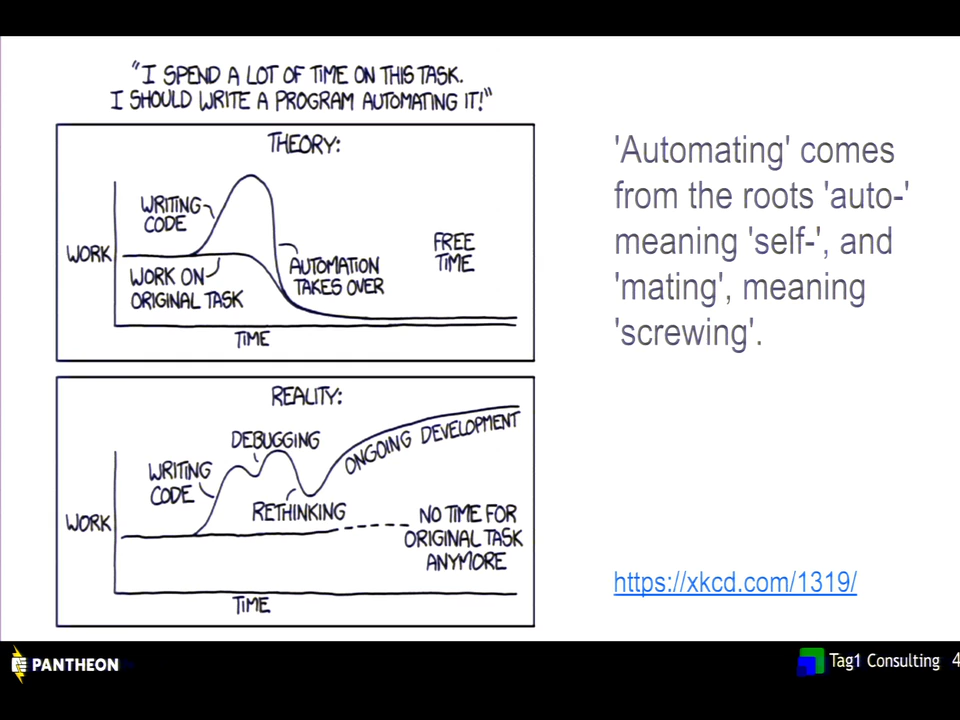 "I SPEND A LOT OF TIME ON THIS TASK.
I SHOULD WRITE A PROGRAM AUTOMATING IT!"
THEORY:
WRITING
CODE
WORK
WORK ON
ORIGINAL TASK
AUTOMATION
TAKES OVER
FREE
TIME
TIME
REALITY:
DEBUGGING
WRITING
CODE
RETHINKING
ONGOING DEVELOPMENT
WORK
NO TIME FOR
ORIGINAL TASK
ANYMORE
TIME
'Automating' comes
from the roots 'auto-'
meaning 'self-', and
'mating', meaning
'screwing'.
https://xkcd.com/1319/
PANTHEON
Tag1 Consulting 4